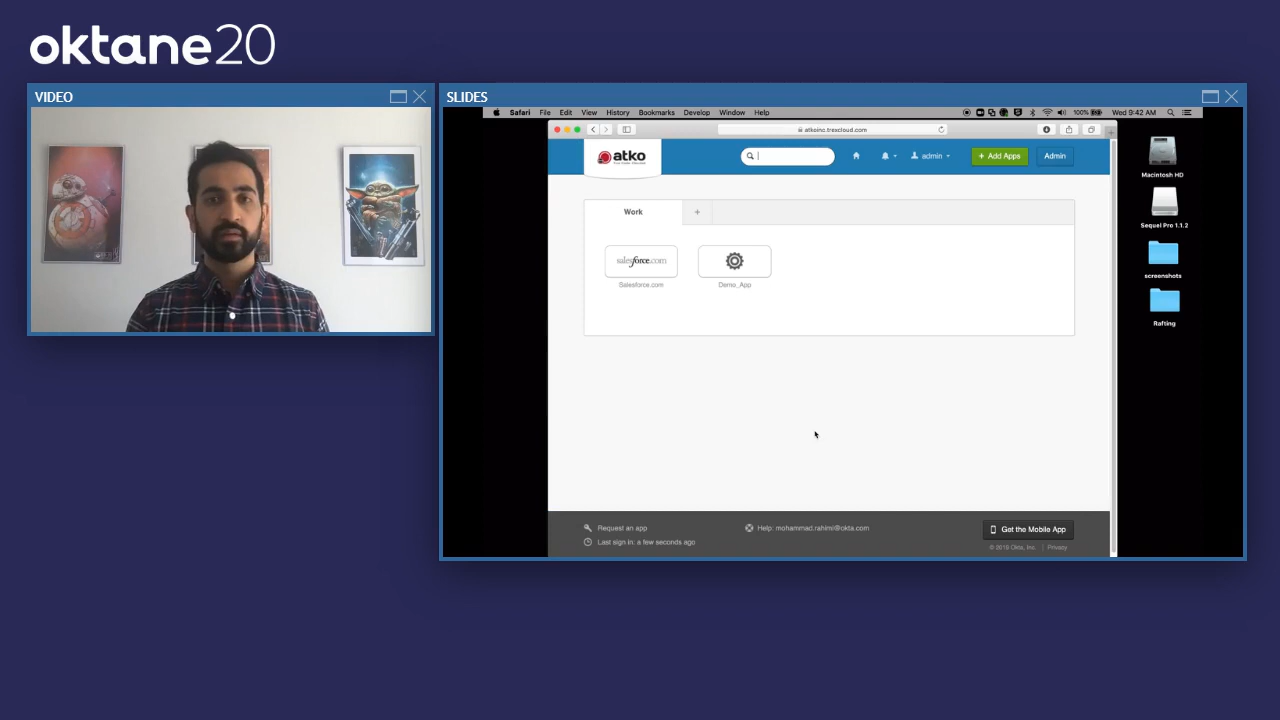 oktane20
VIDEO
SLIDES
Safari File Edit View History Bookmarks Develop Window Help 100% Wed 9:42 AM
atkoinc.trexcloud.com
atko
admin
+ Add Apps
Admin
Work
+
salesforce.com
Salesforce.com
Demo_App
Request an app
Help: mohammad.rahimi@okta.com
Get the Mobile App
Last sign in: a few seconds ago
© 2019 Okta, Inc. | Privacy
Macintosh HD
Sequel Pro 1.1.2
screenshots
Rafting